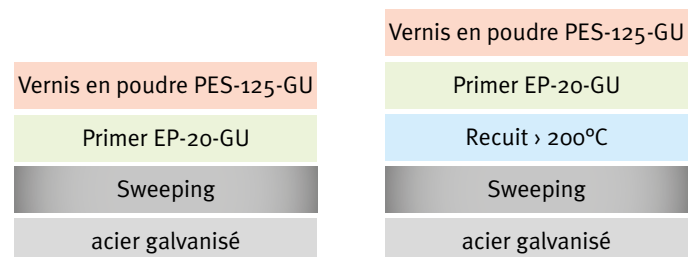 Vernis en poudre PES-125-GU
Primer EP-20-GU
Sweeping
acier galvanisé
Vernis en poudre PES-125-GU
Primer EP-20-GU
Recuit › 200°C
Sweeping
acier galvanisé